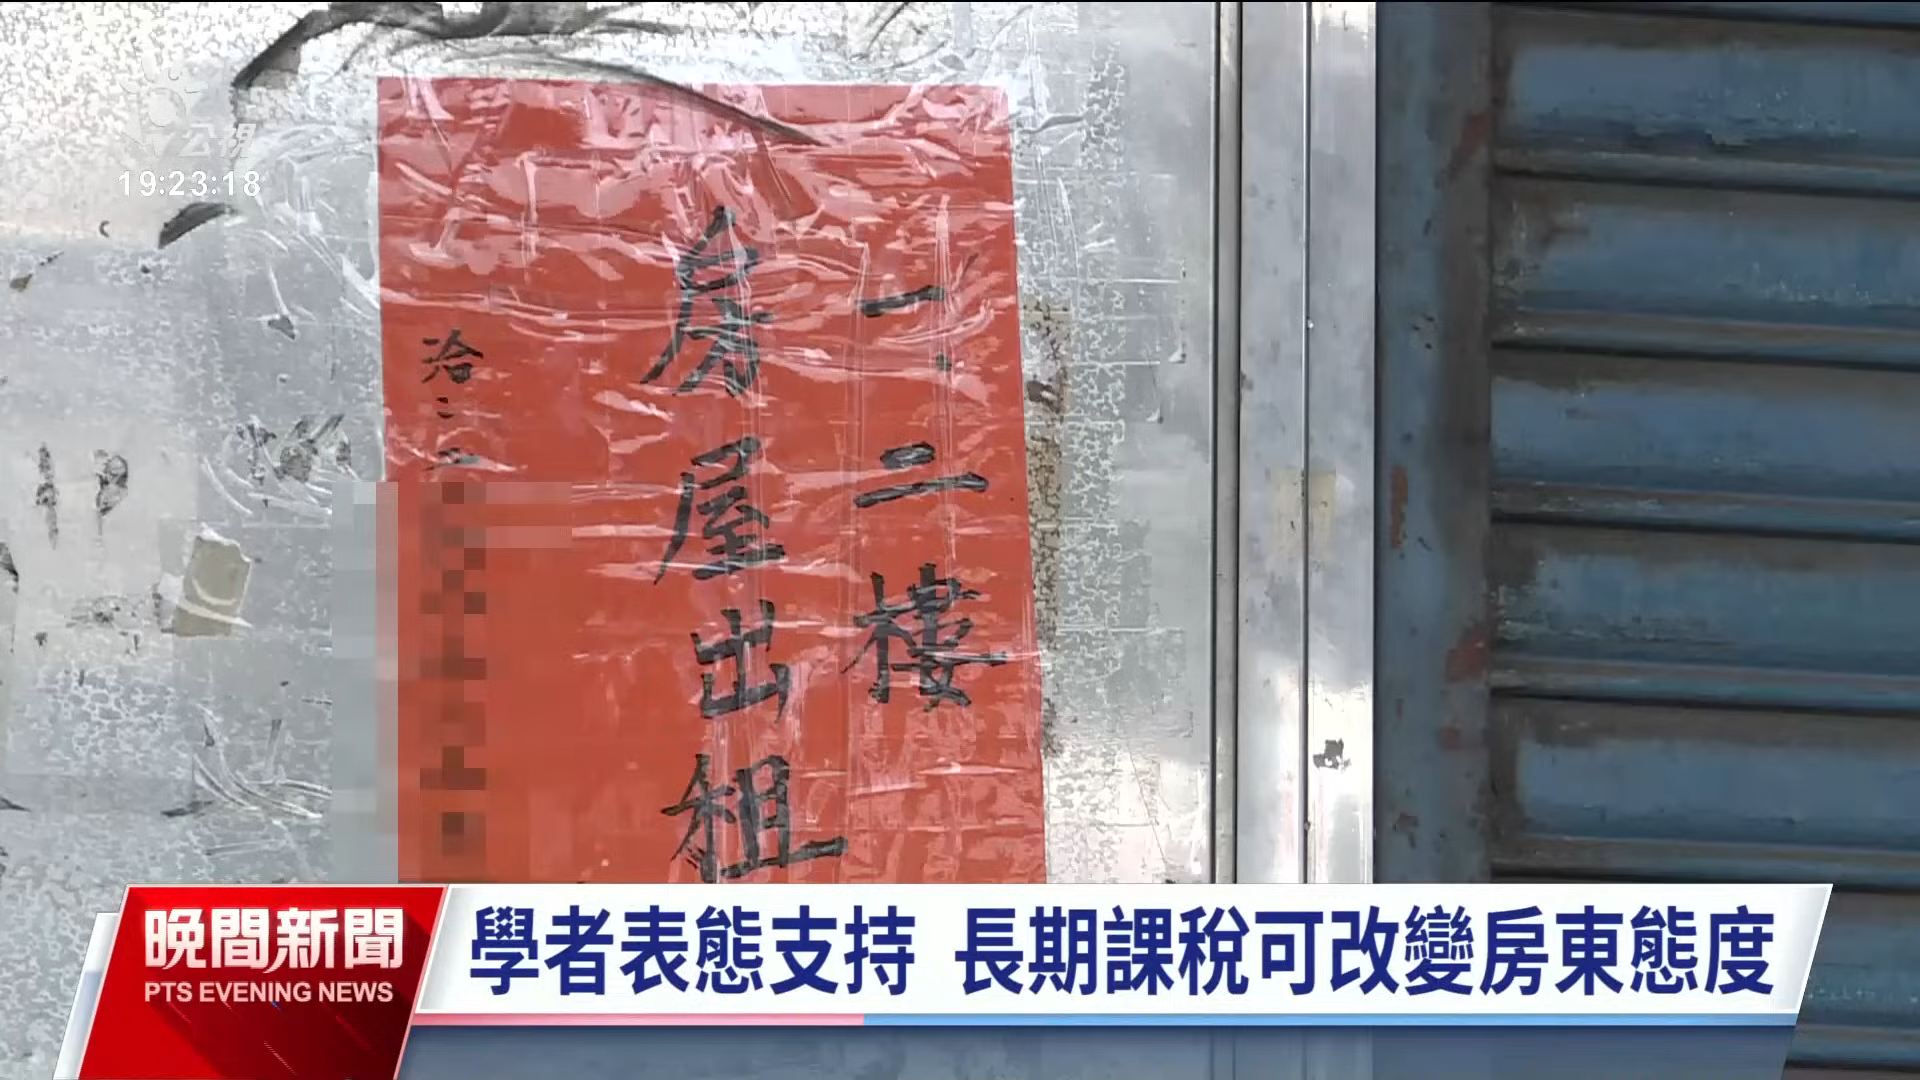 公視
19:23:18
一、二樓
房屋出租
洽：
晚間新聞
PTS EVENING NEWS
學者表態支持 長期課稅可改變房東態度